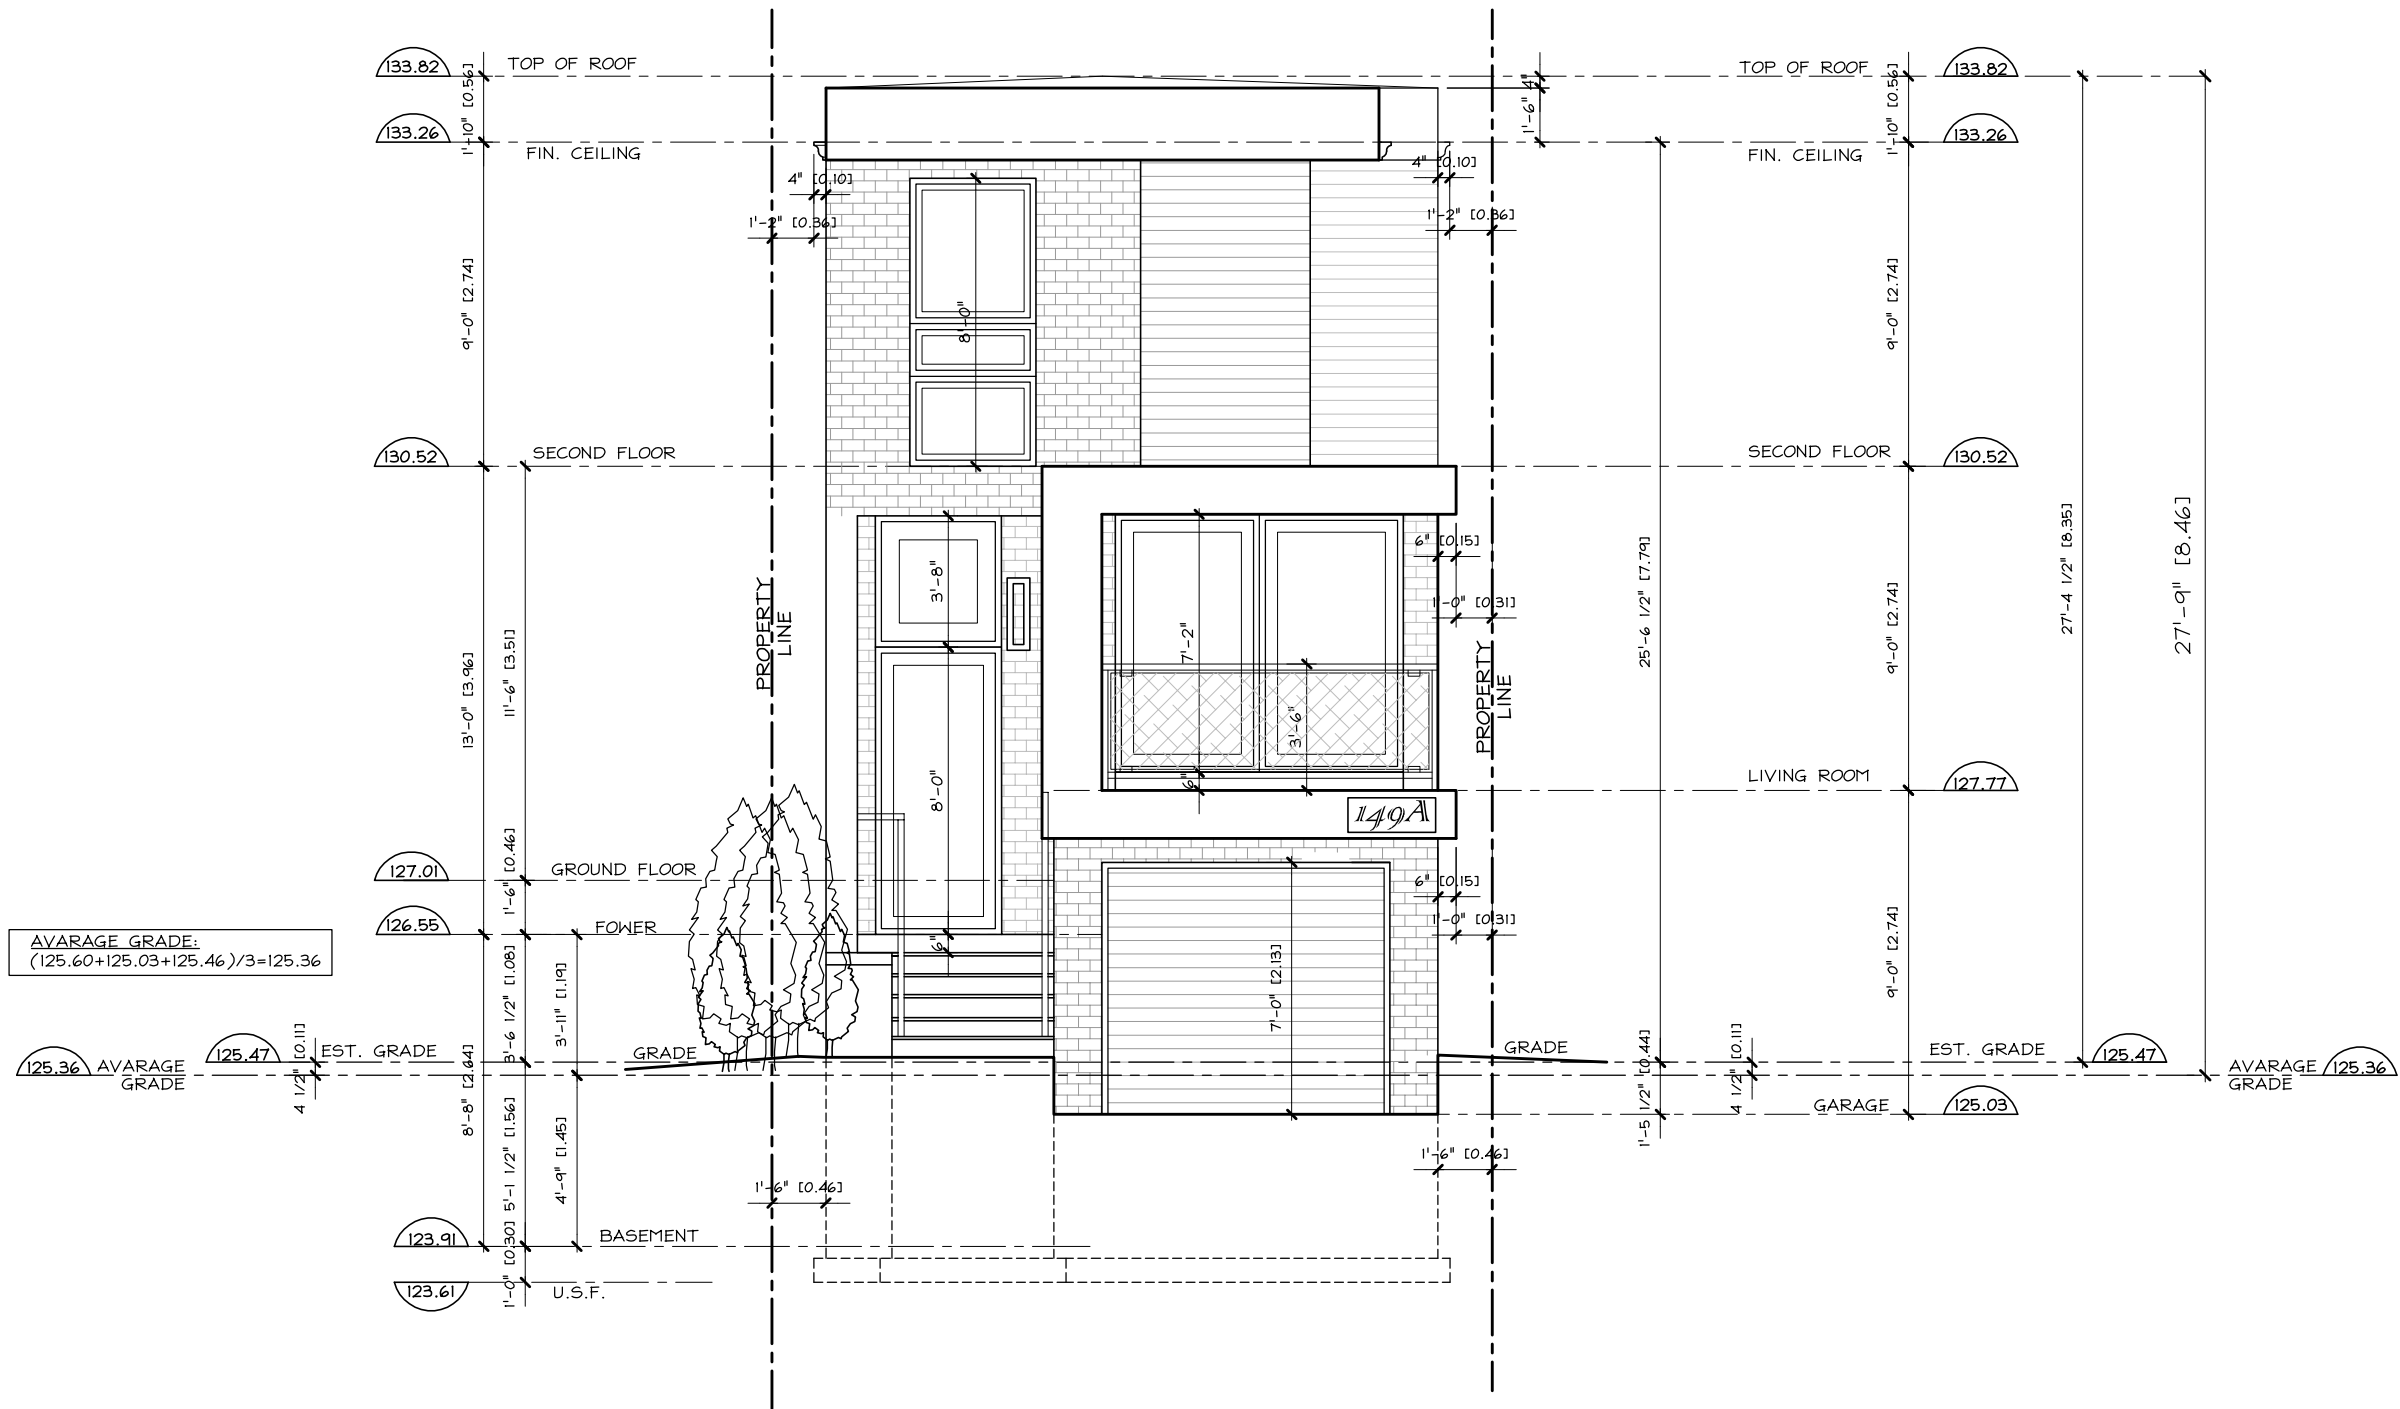 133.82
TOP OF ROOF
TOP OF ROOF
133.82
1'-10" [0.56]
1'-6"
4"
1'-10" [0.56]
133.26
FIN. CEILING
FIN. CEILING
133.26
4" [0.10]
4" [0.10]
1'-2" [0.36]
1'-2" [0.36]
9'-0" [2.74]
8'-0"
9'-0" [2.74]
130.52
SECOND FLOOR
SECOND FLOOR
130.52
6" [0.15]
1'-0" [0.31]
3'-8"
7'-2"
3'-6"
6"
PROPERTY
LINE
PROPERTY
LINE
13'-0" [3.96]
11'-6" [3.51]
25'-6 1/2" [7.79]
9'-0" [2.74]
27'-4 1/2" [8.35]
27'-9" [8.46]
8'-0"
LIVING ROOM
127.77
149A
127.01
GROUND FLOOR
1'-6" [0.46]
6" [0.15]
1'-0" [0.31]
126.55
FOWER
6"
AVARAGE GRADE:
(125.60+125.03+125.46)/3=125.36
3'-6 1/2" [1.08]
3'-11" [1.19]
7'-0" [2.13]
9'-0" [2.74]
125.47
EST. GRADE
GRADE
GRADE
EST. GRADE
125.47
125.36
AVARAGE
GRADE
AVARAGE
GRADE
125.36
4 1/2" [0.11]
8'-8" [2.64]
1'-5 1/2" [0.44]
4 1/2" [0.11]
GARAGE
125.03
5'-1 1/2" [1.56]
4'-9" [1.45]
1'-6" [0.46]
1'-6" [0.46]
123.91
BASEMENT
1'-0" [0.30]
123.61
U.S.F.